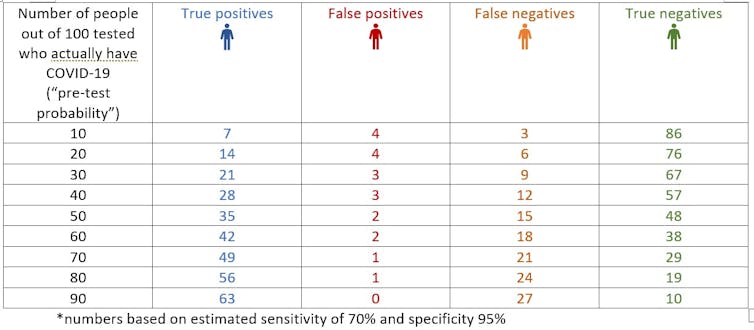 Number of people out of 100 tested who actually have COVID-19 (“pre-test probability”) True positives False positives False negatives True negatives
10 7 4 3 86
20 14 4 6 76
30 21 3 9 67
40 28 3 12 57
50 35 2 15 48
60 42 2 18 38
70 49 1 21 29
80 56 1 24 19
90 63 0 27 10
*numbers based on estimated sensitivity of 70% and specificity 95%